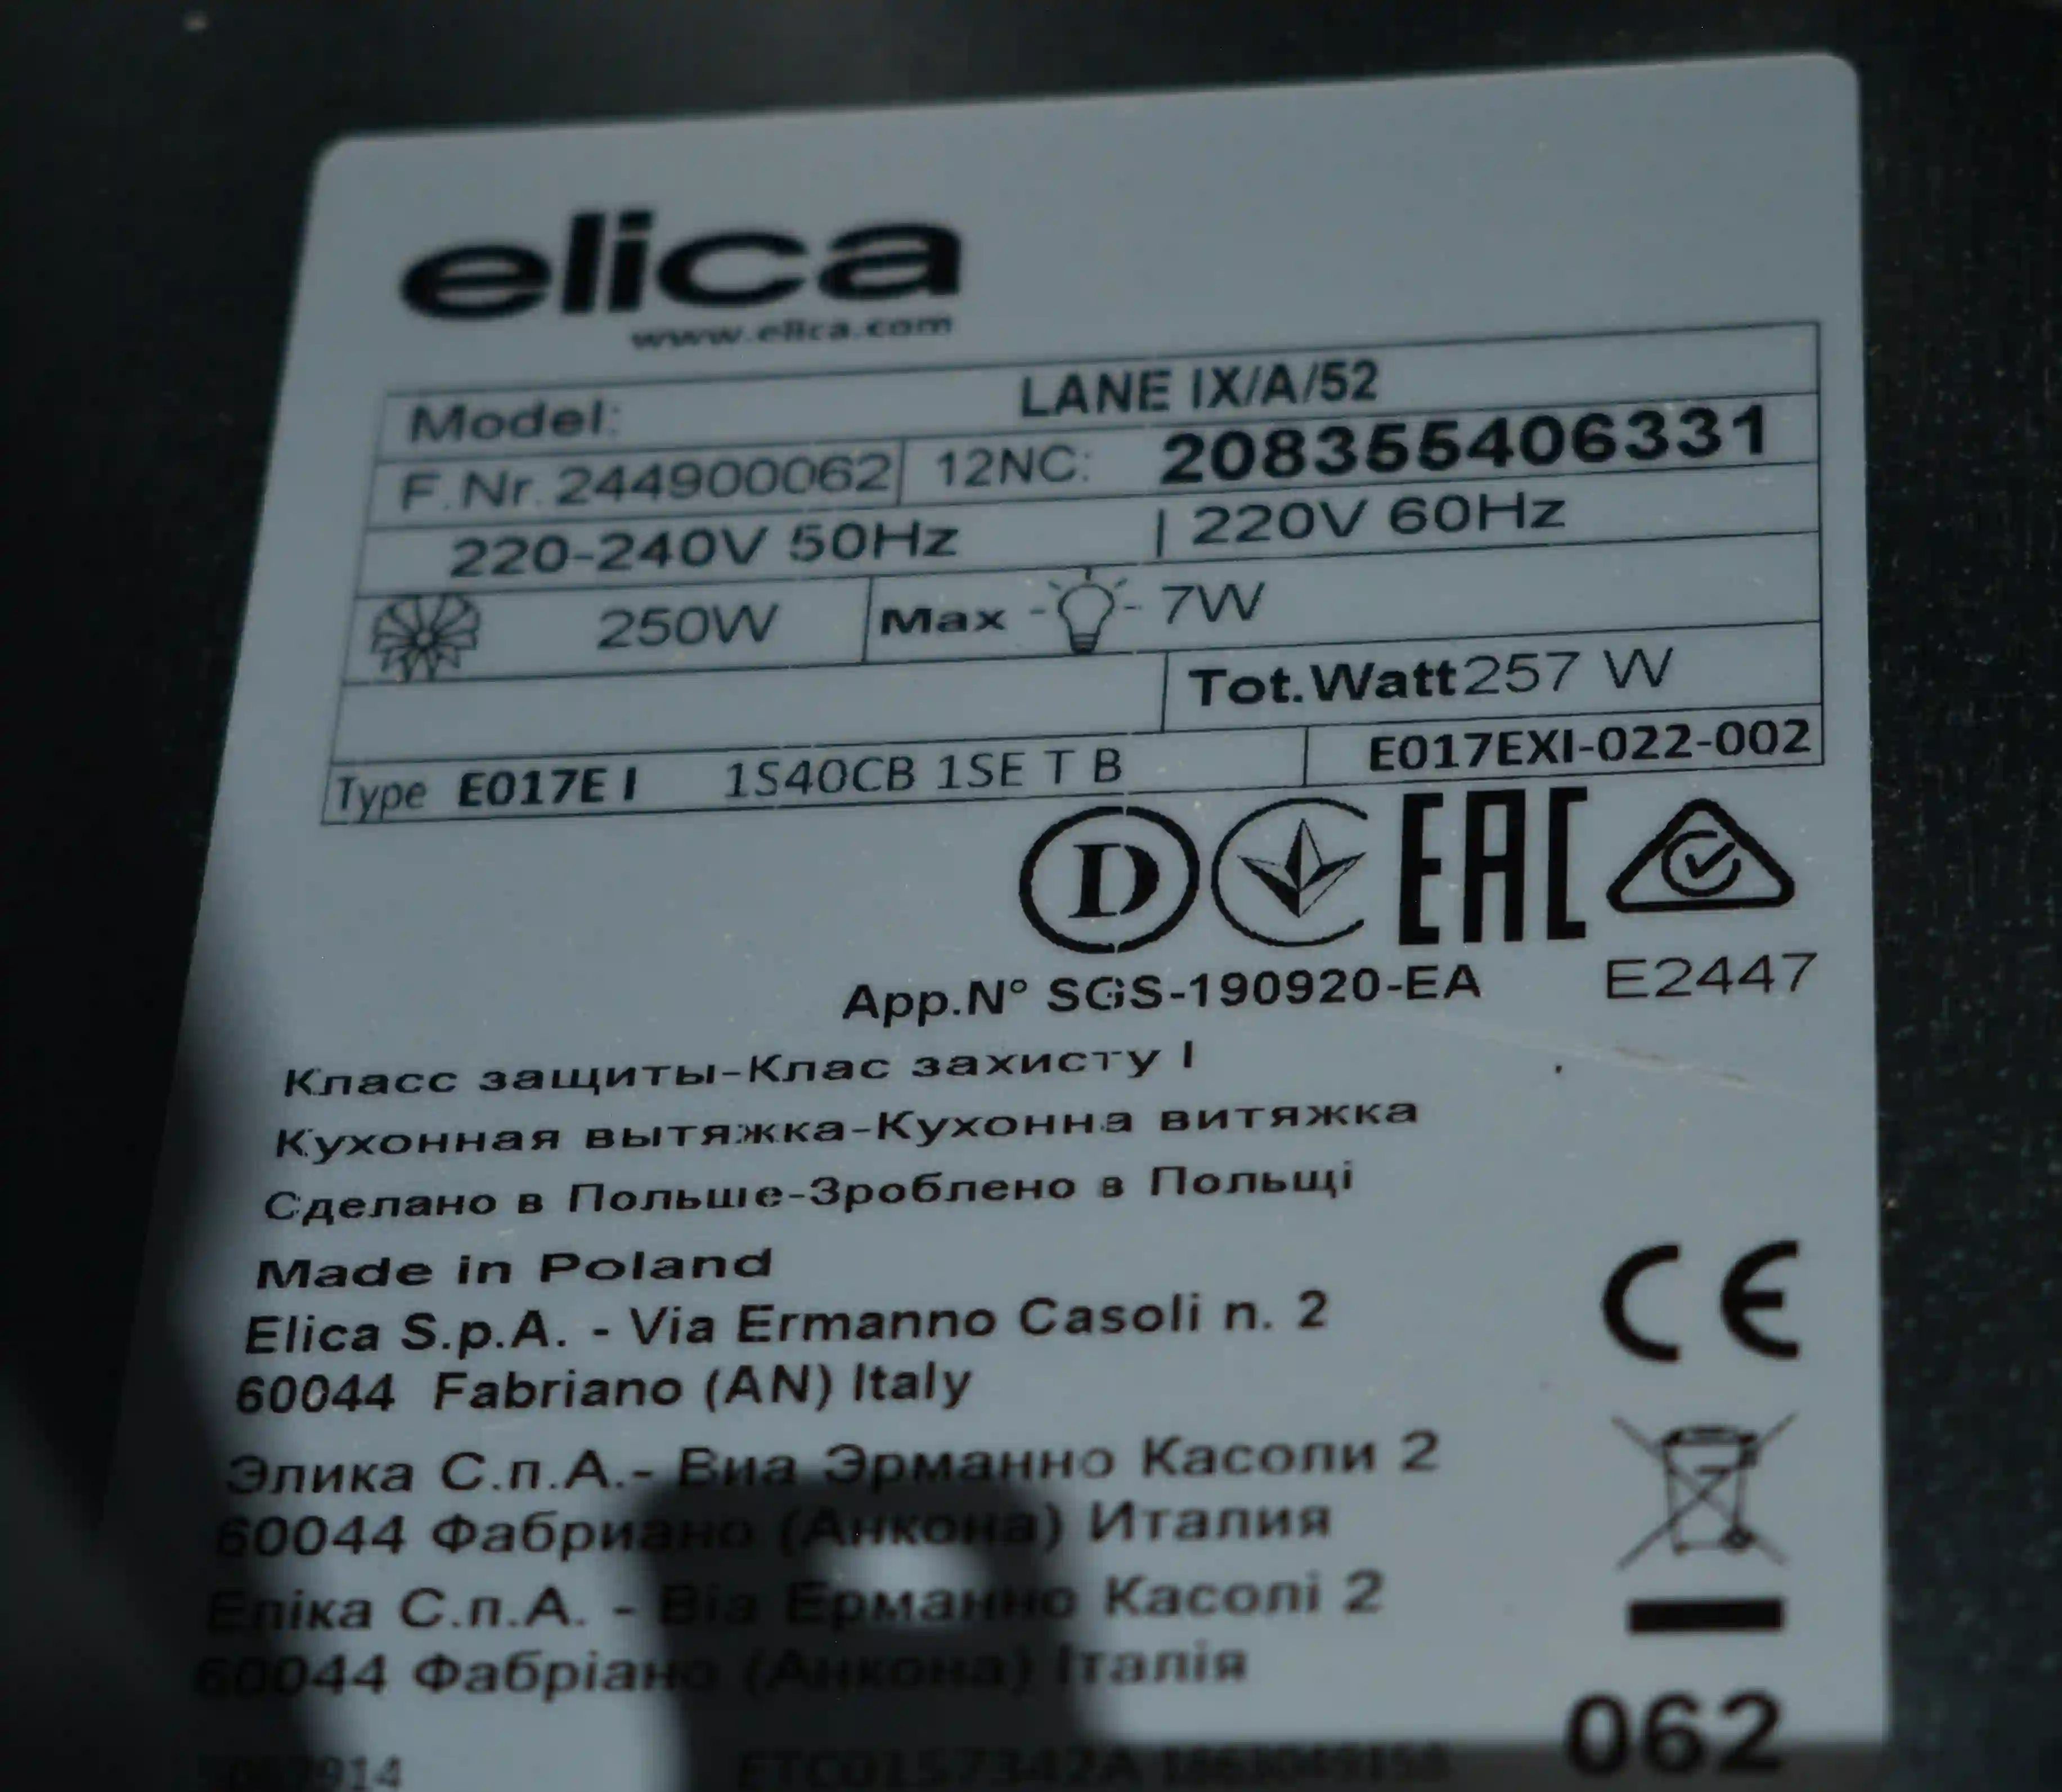 elica
www.elica.com
Model: LANE IX/A/52
F.Nr. 244900062 12NC: 208355406331
220-240V 50Hz | 220V 60Hz
250W Max 7W
Tot.Watt 257 W
Type E017E I 1S40CB 1SE T B E017EXI-022-002
D EAC
App.N° SGS-190920-EA E2447
Класс защиты-Клас захисту I
Кухонная вытяжка-Кухонна витяжка
Сделано в Польше-Зроблено в Польщі
Made in Poland
Elica S.p.A. - Via Ermanno Casoli n. 2
60044 Fabriano (AN) Italy
CE
Элика С.п.А.- Виа Эрманно Касоли 2
60044 Фабриано (Анкона) Италия
Еліка С.п.А. - Віа Ерманно Касолі 2
60044 Фабріано (Анкона) Італія
062